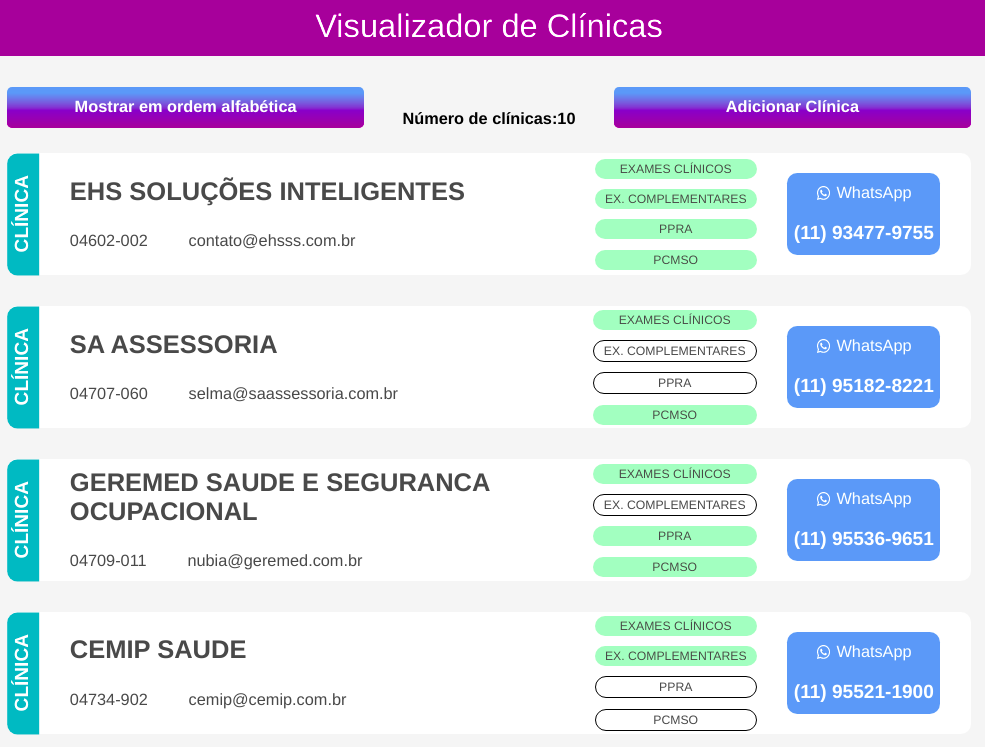 Visualizador de Clínicas
Mostrar em ordem alfabética
Número de clínicas:10
Adicionar Clínica
CLÍNICA
EHS SOLUÇÕES INTELIGENTES
04602-002 contato@ehsss.com.br
EXAMES CLÍNICOS
EX. COMPLEMENTARES
PPRA
PCMSO
WhatsApp
(11) 93477-9755
CLÍNICA
SA ASSESSORIA
04707-060 selma@saassessoria.com.br
EXAMES CLÍNICOS
EX. COMPLEMENTARES
PPRA
PCMSO
WhatsApp
(11) 95182-8221
CLÍNICA
GEREMED SAUDE E SEGURANCA
OCUPACIONAL
04709-011 nubia@geremed.com.br
EXAMES CLÍNICOS
EX. COMPLEMENTARES
PPRA
PCMSO
WhatsApp
(11) 95536-9651
CLÍNICA
CEMIP SAUDE
04734-902 cemip@cemip.com.br
EXAMES CLÍNICOS
EX. COMPLEMENTARES
PPRA
PCMSO
WhatsApp
(11) 95521-1900